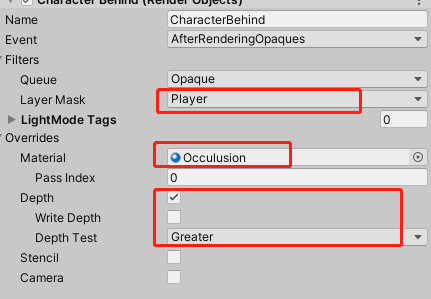 Character Behind (Render Objects)
Name CharacterBehind
Event AfterRenderingOpaques
Filters
Queue Opaque
Layer Mask Player
LightMode Tags 0
Overrides
Material Occulusion
Pass Index 0
Depth
Write Depth
Depth Test Greater
Stencil
Camera